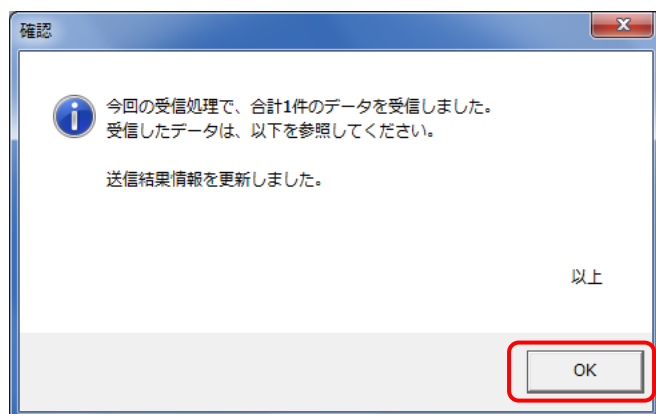 確認
今回の受信処理で、合計1件のデータを受信しました。
受信したデータは、以下を参照してください。
送信結果情報を更新しました。
以上
OK